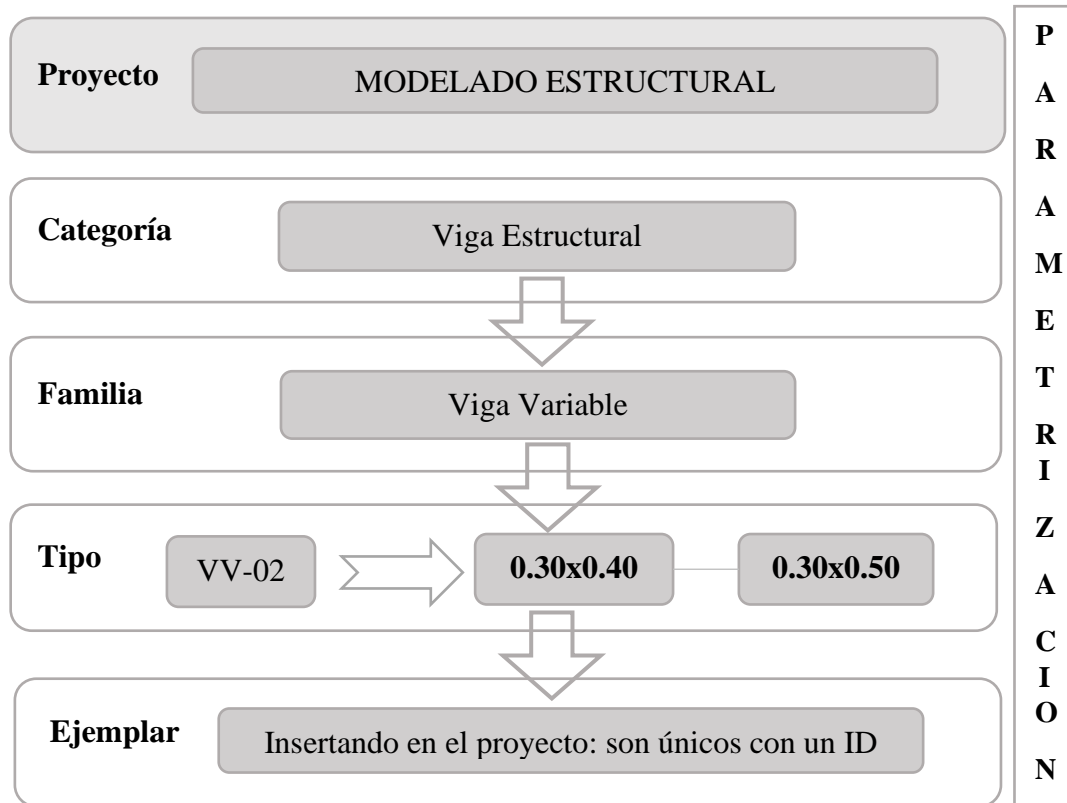 Proyecto
MODELADO ESTRUCTURAL
Categoría
Viga Estructural
Familia
Viga Variable
Tipo
VV-02
0.30x0.40
0.30x0.50
Ejemplar
Insertando en el proyecto: son únicos con un ID
P
A
R
A
M
E
T
R
I
Z
A
C
I
O
N